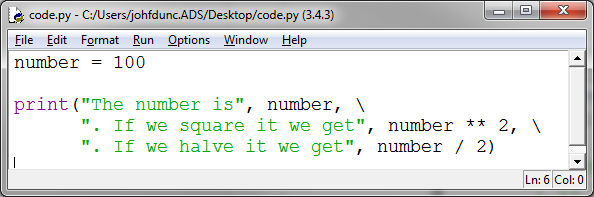 code.py - C:/Users/johfdunc.ADS/Desktop/code.py (3.4.3)
File Edit Format Run Options Window Help
number = 100
print("The number is", number, \
". If we square it we get", number ** 2, \
". If we halve it we get", number / 2)
Ln: 6 Col: 0